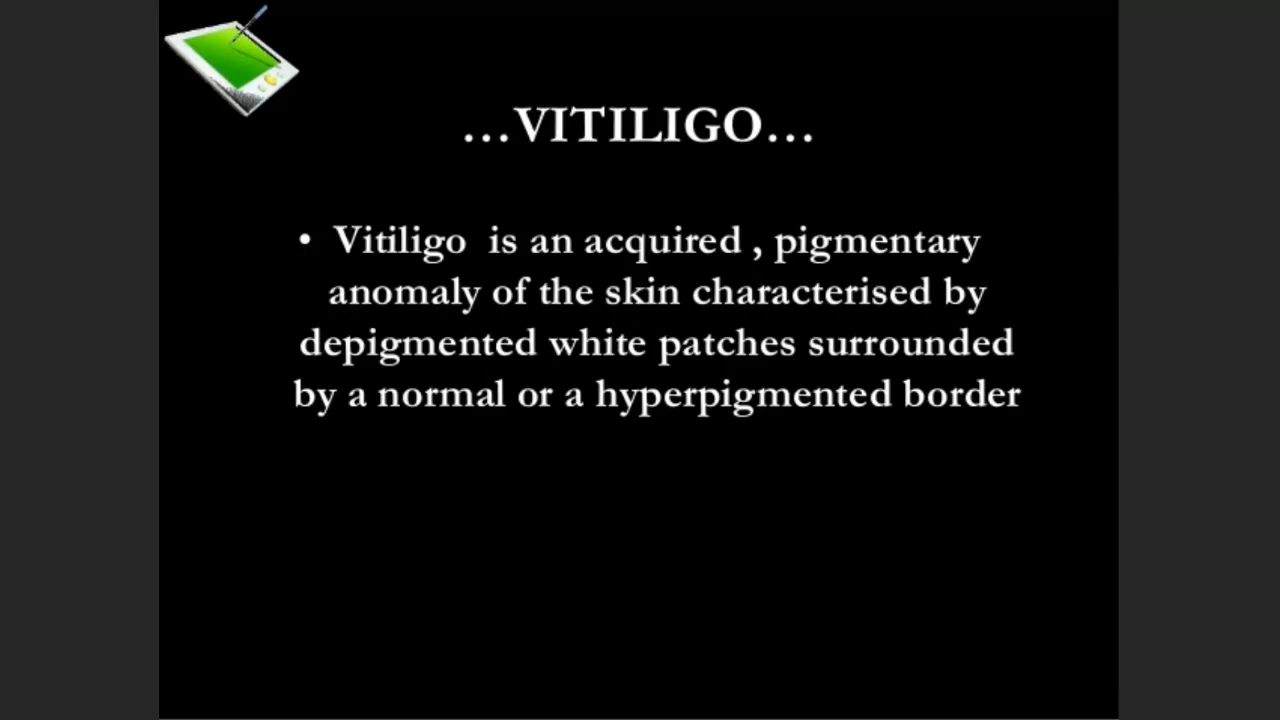 ...VITILIGO...
• Vitiligo  is an acquired , pigmentary
anomaly of the skin characterised by
depigmented white patches surrounded
by a normal or a hyperpigmented border